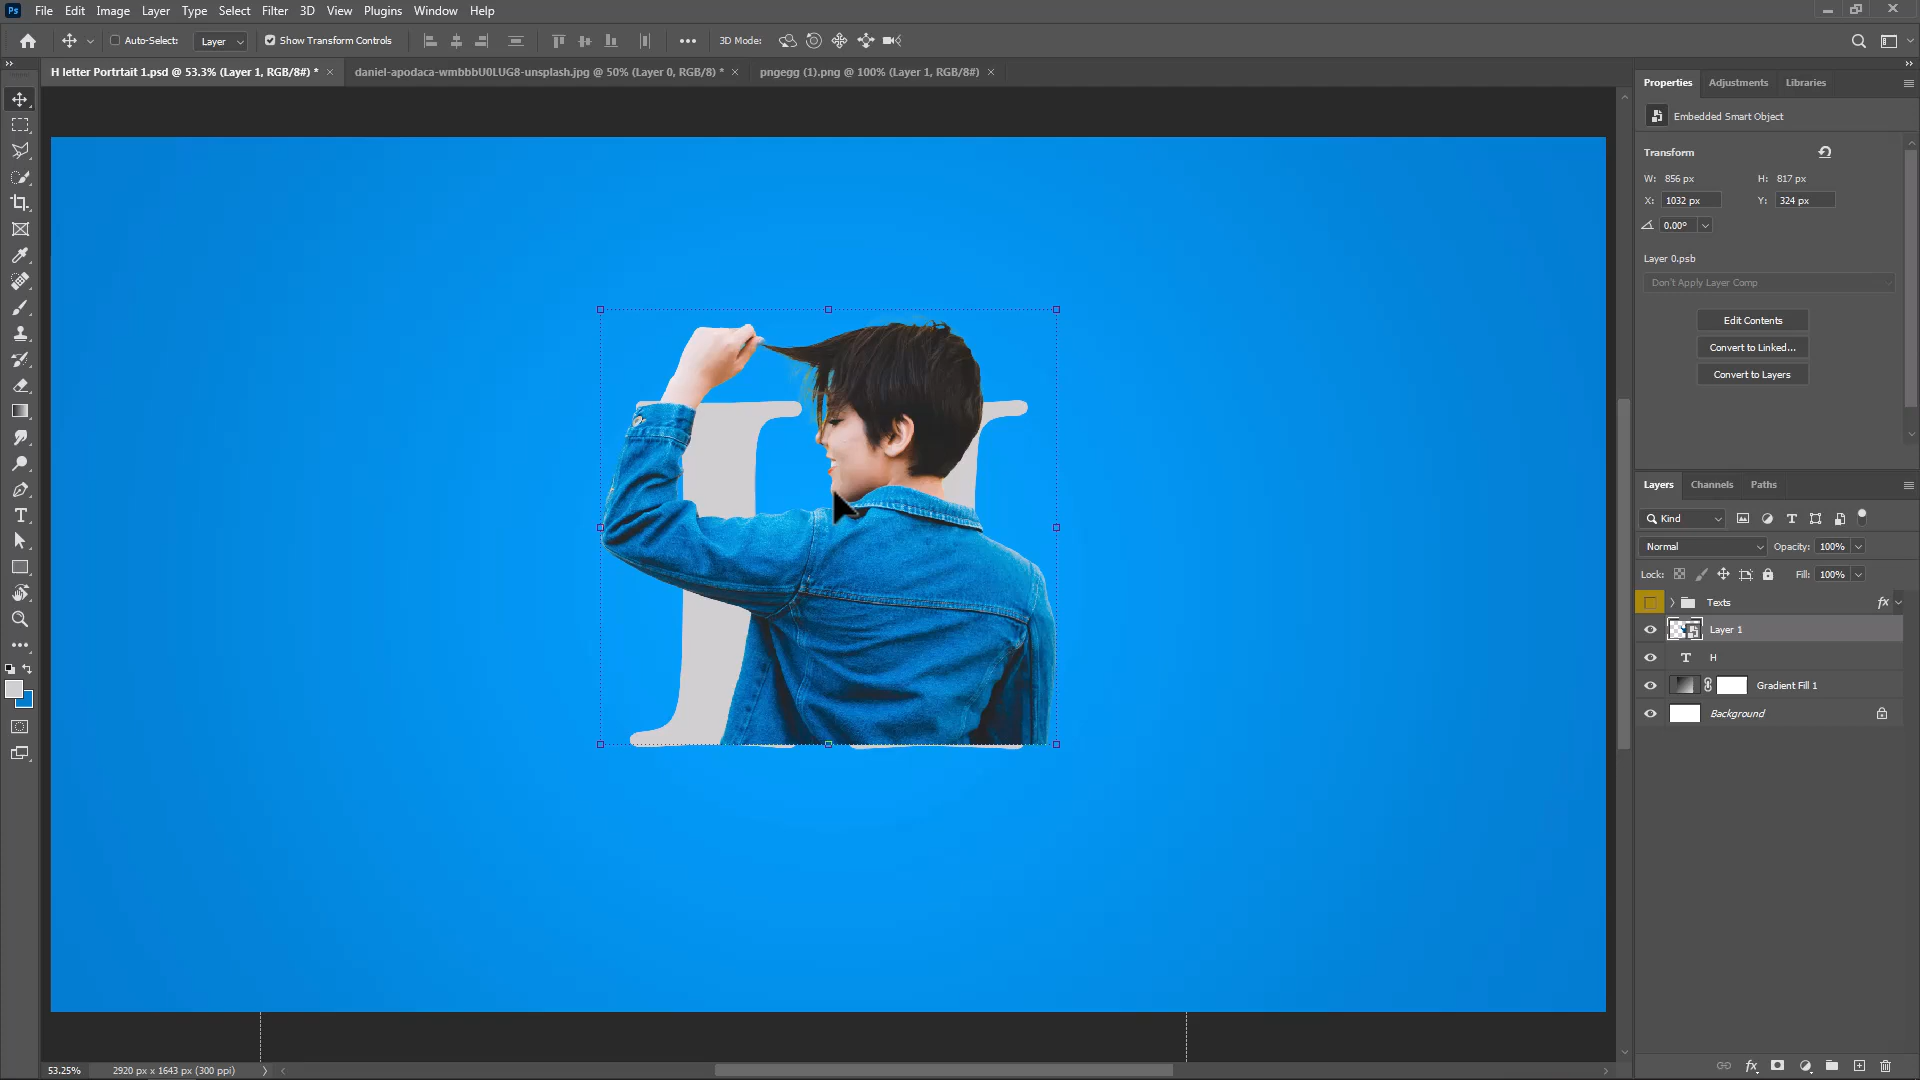 Ps File Edit Image Layer Type Select Filter 3D View Plugins Window Help
Auto-Select: Layer Show Transform Controls 3D Mode:
H letter Portrtait 1.psd @ 53.3% (Layer 1, RGB/8#) * × daniel-apodaca-wmbbbU0LUG8-unsplash.jpg @ 50% (Layer 0, RGB/8) * × pngegg (1).png @ 100% (Layer 1, RGB/8#) ×
Properties Adjustments Libraries
Embedded Smart Object
Transform
W: 856 px H: 817 px
X: 1032 px Y: 324 px
0.00°
Layer 0.psb
Don't Apply Layer Comp
Edit Contents
Convert to Linked...
Convert to Layers
H
Layers Channels Paths
Kind
Normal Opacity: 100%
Lock: Fill: 100%
Texts fx
Layer 1
T H
Gradient Fill 1
Background
53.25% 2920 px x 1643 px (300 ppi)
fx